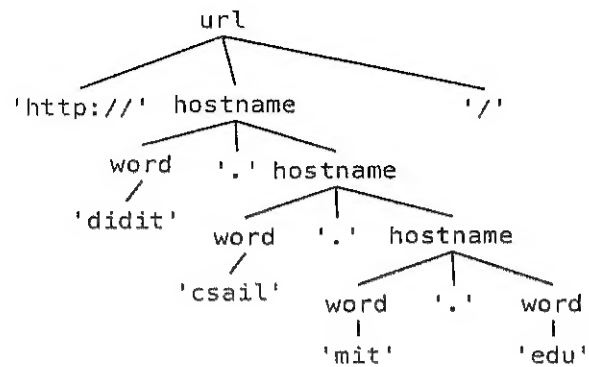 url
'http://' hostname '/'
word '.' hostname
'didit'
word '.' hostname
'csail'
word '.' word
'mit' 'edu'